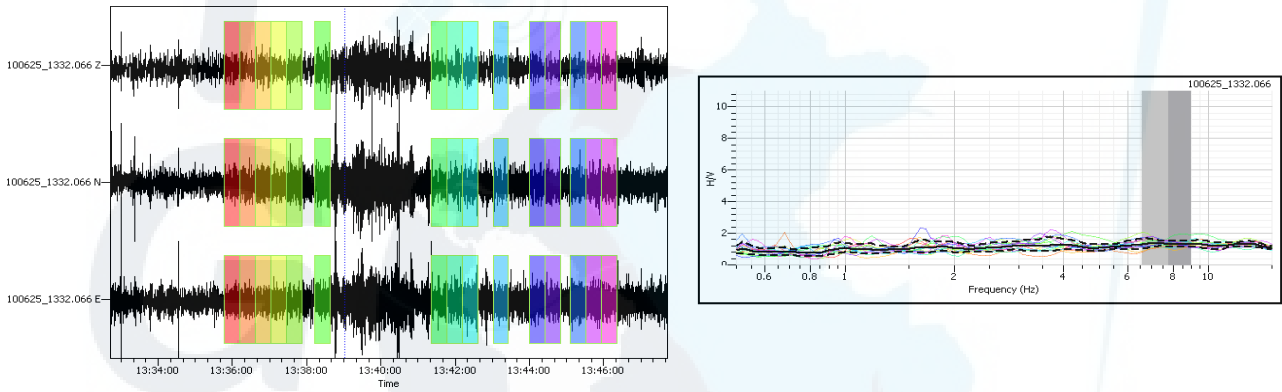 100625_1332.066 Z
100625_1332.066 N
100625_1332.066 E
13:34:00 13:36:00 13:38:00 13:40:00 13:42:00 13:44:00 13:46:00
Time
100625_1332.066
10
8
6
4
2
0
H/V
0.6 0.8 1 2 4 6 8 10
Frequency (Hz)